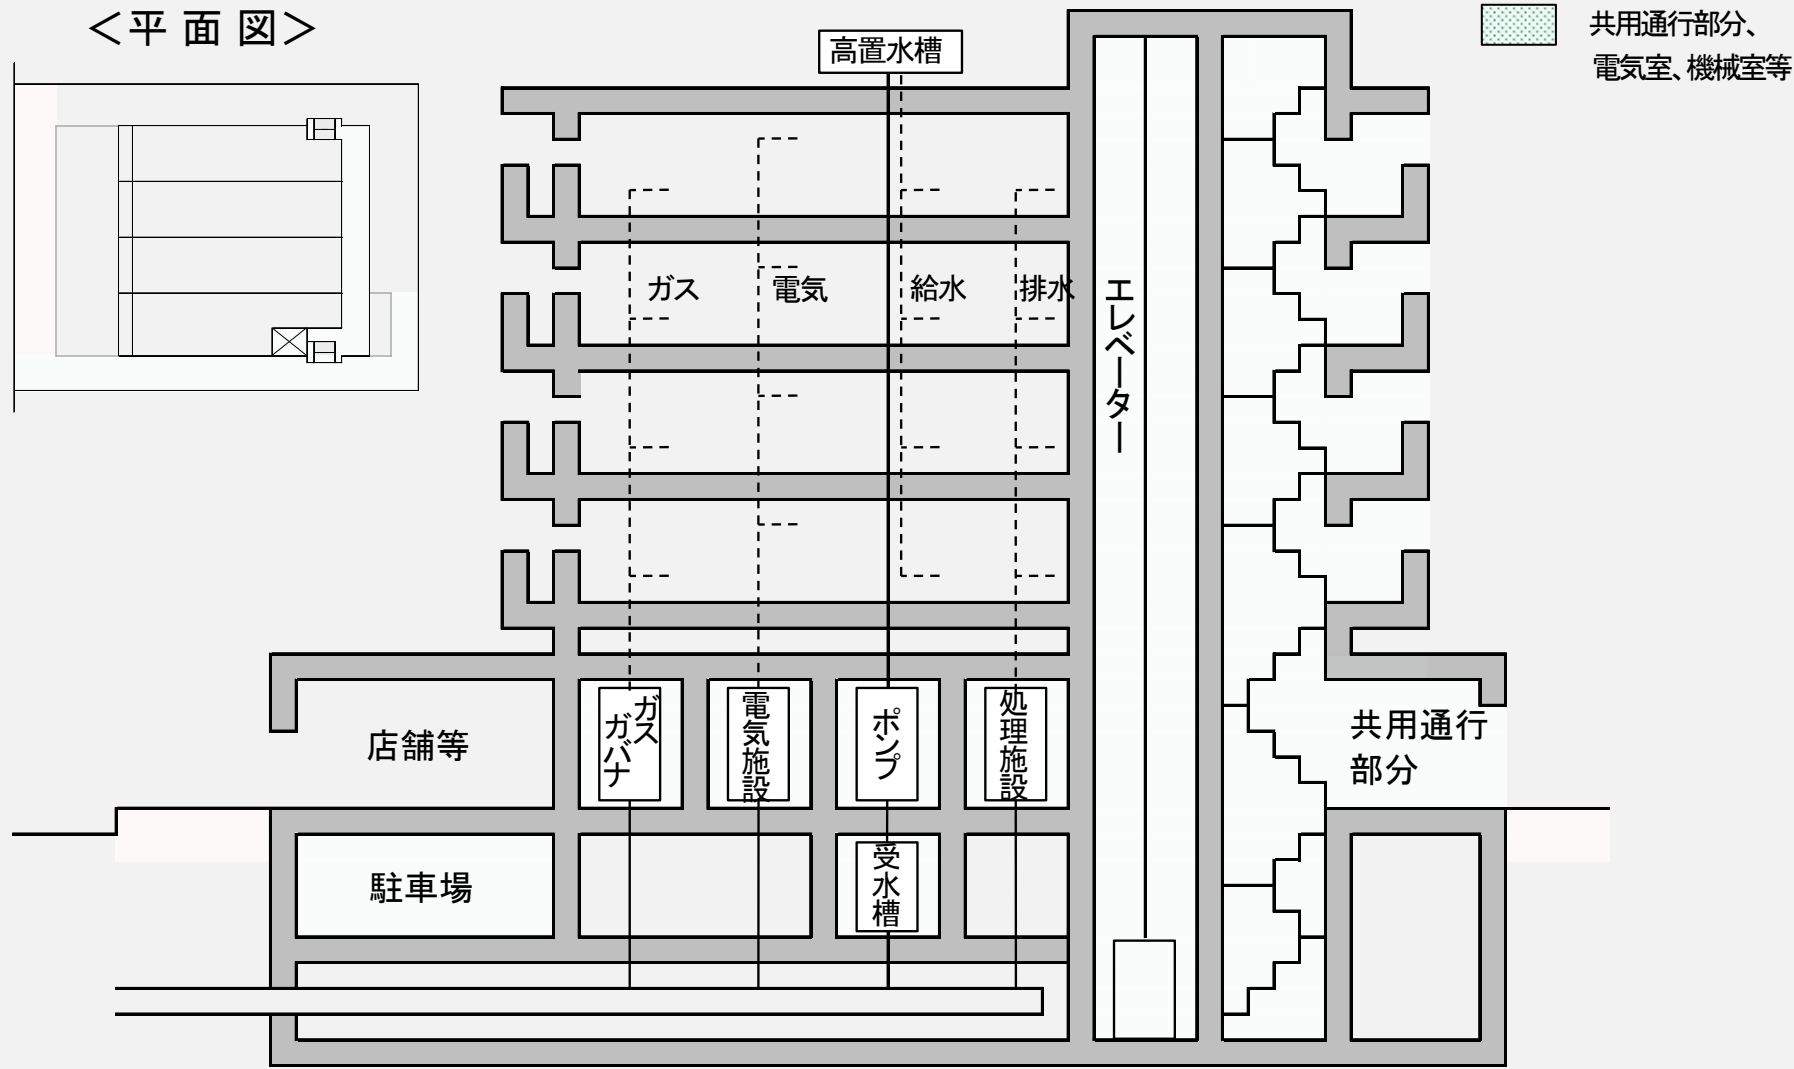 ＜平 面 図＞
高置水槽
共用通行部分、
電気室、機械室等
ガス
電気
給水
排水
エレベーター
店舗等
ガス
ガバナ
電気施設
ポンプ
処理施設
共用通行
部分
駐車場
受水槽